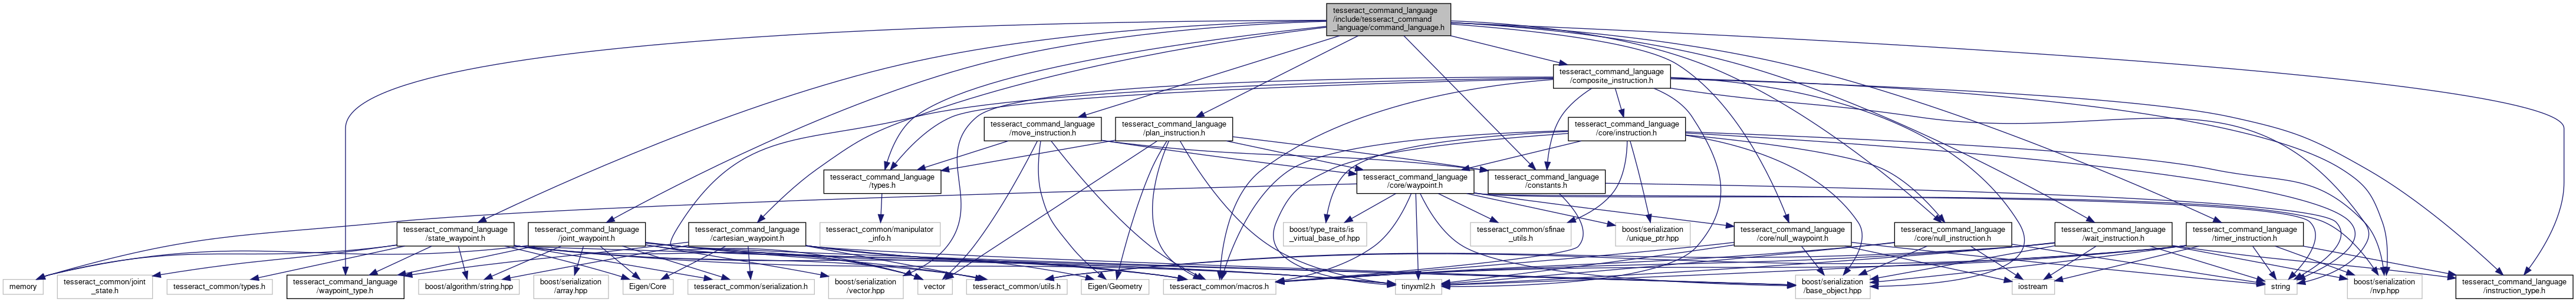 tesseract_command_language
/include/tesseract_command
_language/command_language.h
tesseract_command_language
/composite_instruction.h
tesseract_command_language
/move_instruction.h
tesseract_command_language
/plan_instruction.h
tesseract_command_language
/core/instruction.h
tesseract_command_language
/types.h
tesseract_command_language
/core/waypoint.h
tesseract_command_language
/constants.h
tesseract_command_language
/state_waypoint.h
tesseract_command_language
/joint_waypoint.h
tesseract_command_language
/cartesian_waypoint.h
tesseract_common/manipulator
_info.h
boost/type_traits/is
_virtual_base_of.hpp
tesseract_common/sfinae
_utils.h
boost/serialization
/unique_ptr.hpp
tesseract_command_language
/core/null_waypoint.h
tesseract_command_language
/core/null_instruction.h
tesseract_command_language
/wait_instruction.h
tesseract_command_language
/timer_instruction.h
memory
tesseract_common/joint
_state.h
tesseract_common/types.h
tesseract_command_language
/waypoint_type.h
boost/algorithm/string.hpp
boost/serialization
/array.hpp
Eigen/Core
tesseract_common/serialization.h
boost/serialization
/vector.hpp
vector
tesseract_common/utils.h
Eigen/Geometry
tesseract_common/macros.h
tinyxml2.h
boost/serialization
/base_object.hpp
iostream
string
boost/serialization
/nvp.hpp
tesseract_command_language
/instruction_type.h